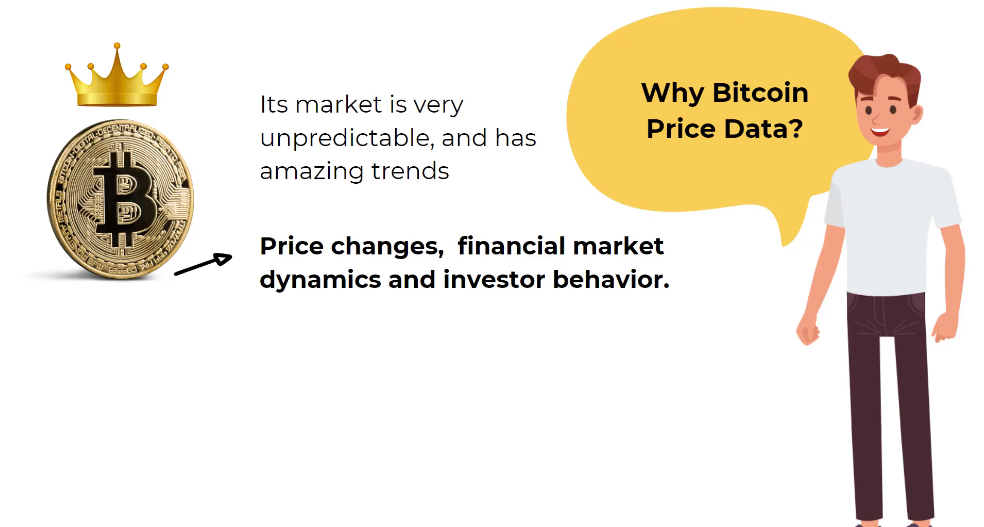 Why Bitcoin
Price Data?
Its market is very
unpredictable, and has
amazing trends
Price changes,  financial market
dynamics and investor behavior.